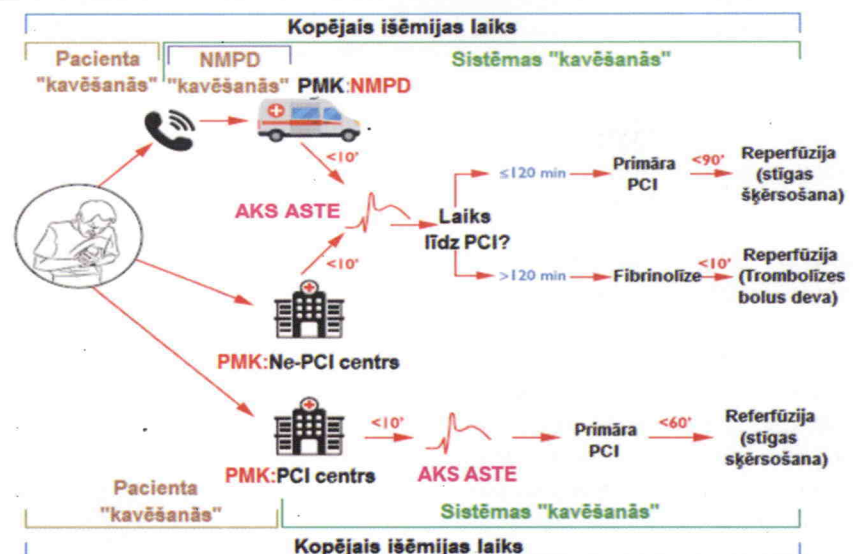 Kopējais išēmijas laiks
Pacienta
"kavēšanās"
NMPD
"kavēšanās"
Sistēmas "kavēšanās"
PMK:NMPD
<10'
≤120 min
Primāra
PCI
<90'
Reperfūzija
(stīgas
šķērsošana)
AKS ASTE
Laiks
līdz PCI?
<10'
>120 min
Fibrinolīze
<10'
Reperfūzija
(Trombolīzes
bolus deva)
PMK:Ne-PCI centrs
<10'
Primāra
PCI
<60'
Referfūzija
(stīgas
sķērsošana)
PMK:PCI centrs
AKS ASTE
Pacienta
"kavēšanās"
Sistēmas "kavēšanās"
Kopējais išēmijas laiks